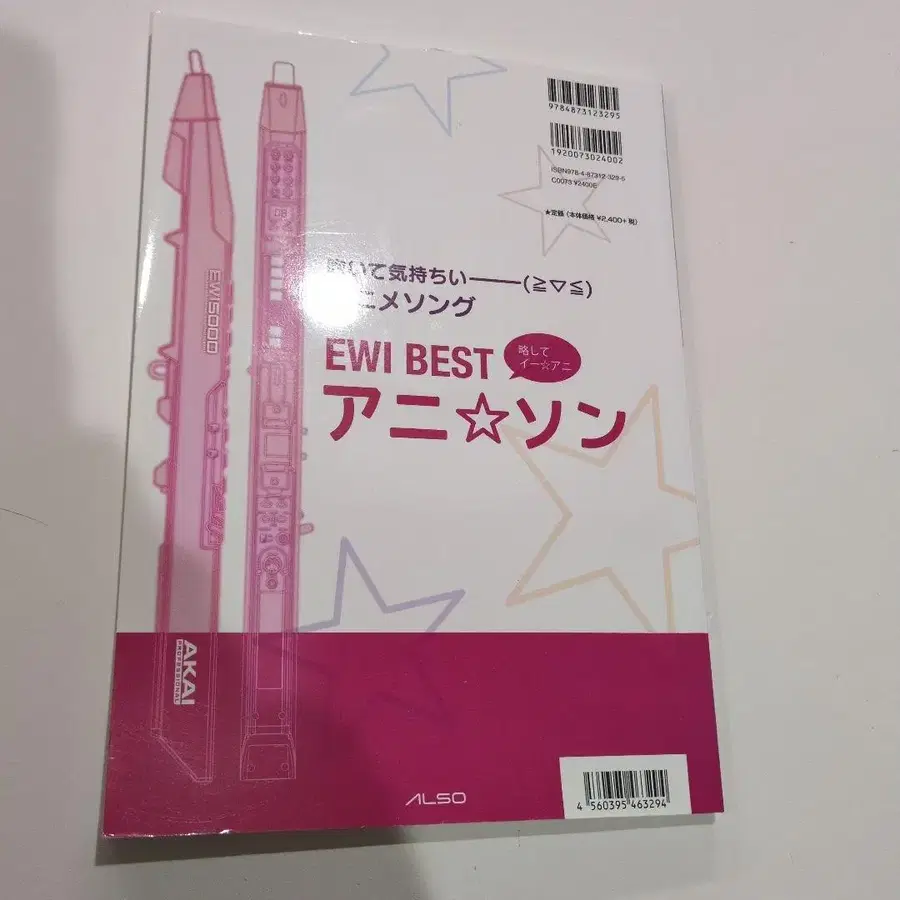 9784873123295
1920073024002
ISBN978-4-87312-329-5
C0073 ¥2400E
★定価（本体価格 ¥2,400+税）
いて気持ちい――(≧▽≦)
ニメソング
EWI BEST
略して
イー☆アニ
アニ☆ソン
EWI5000
AKAI
PROFESSIONAL
ALSO
4 560395 463294